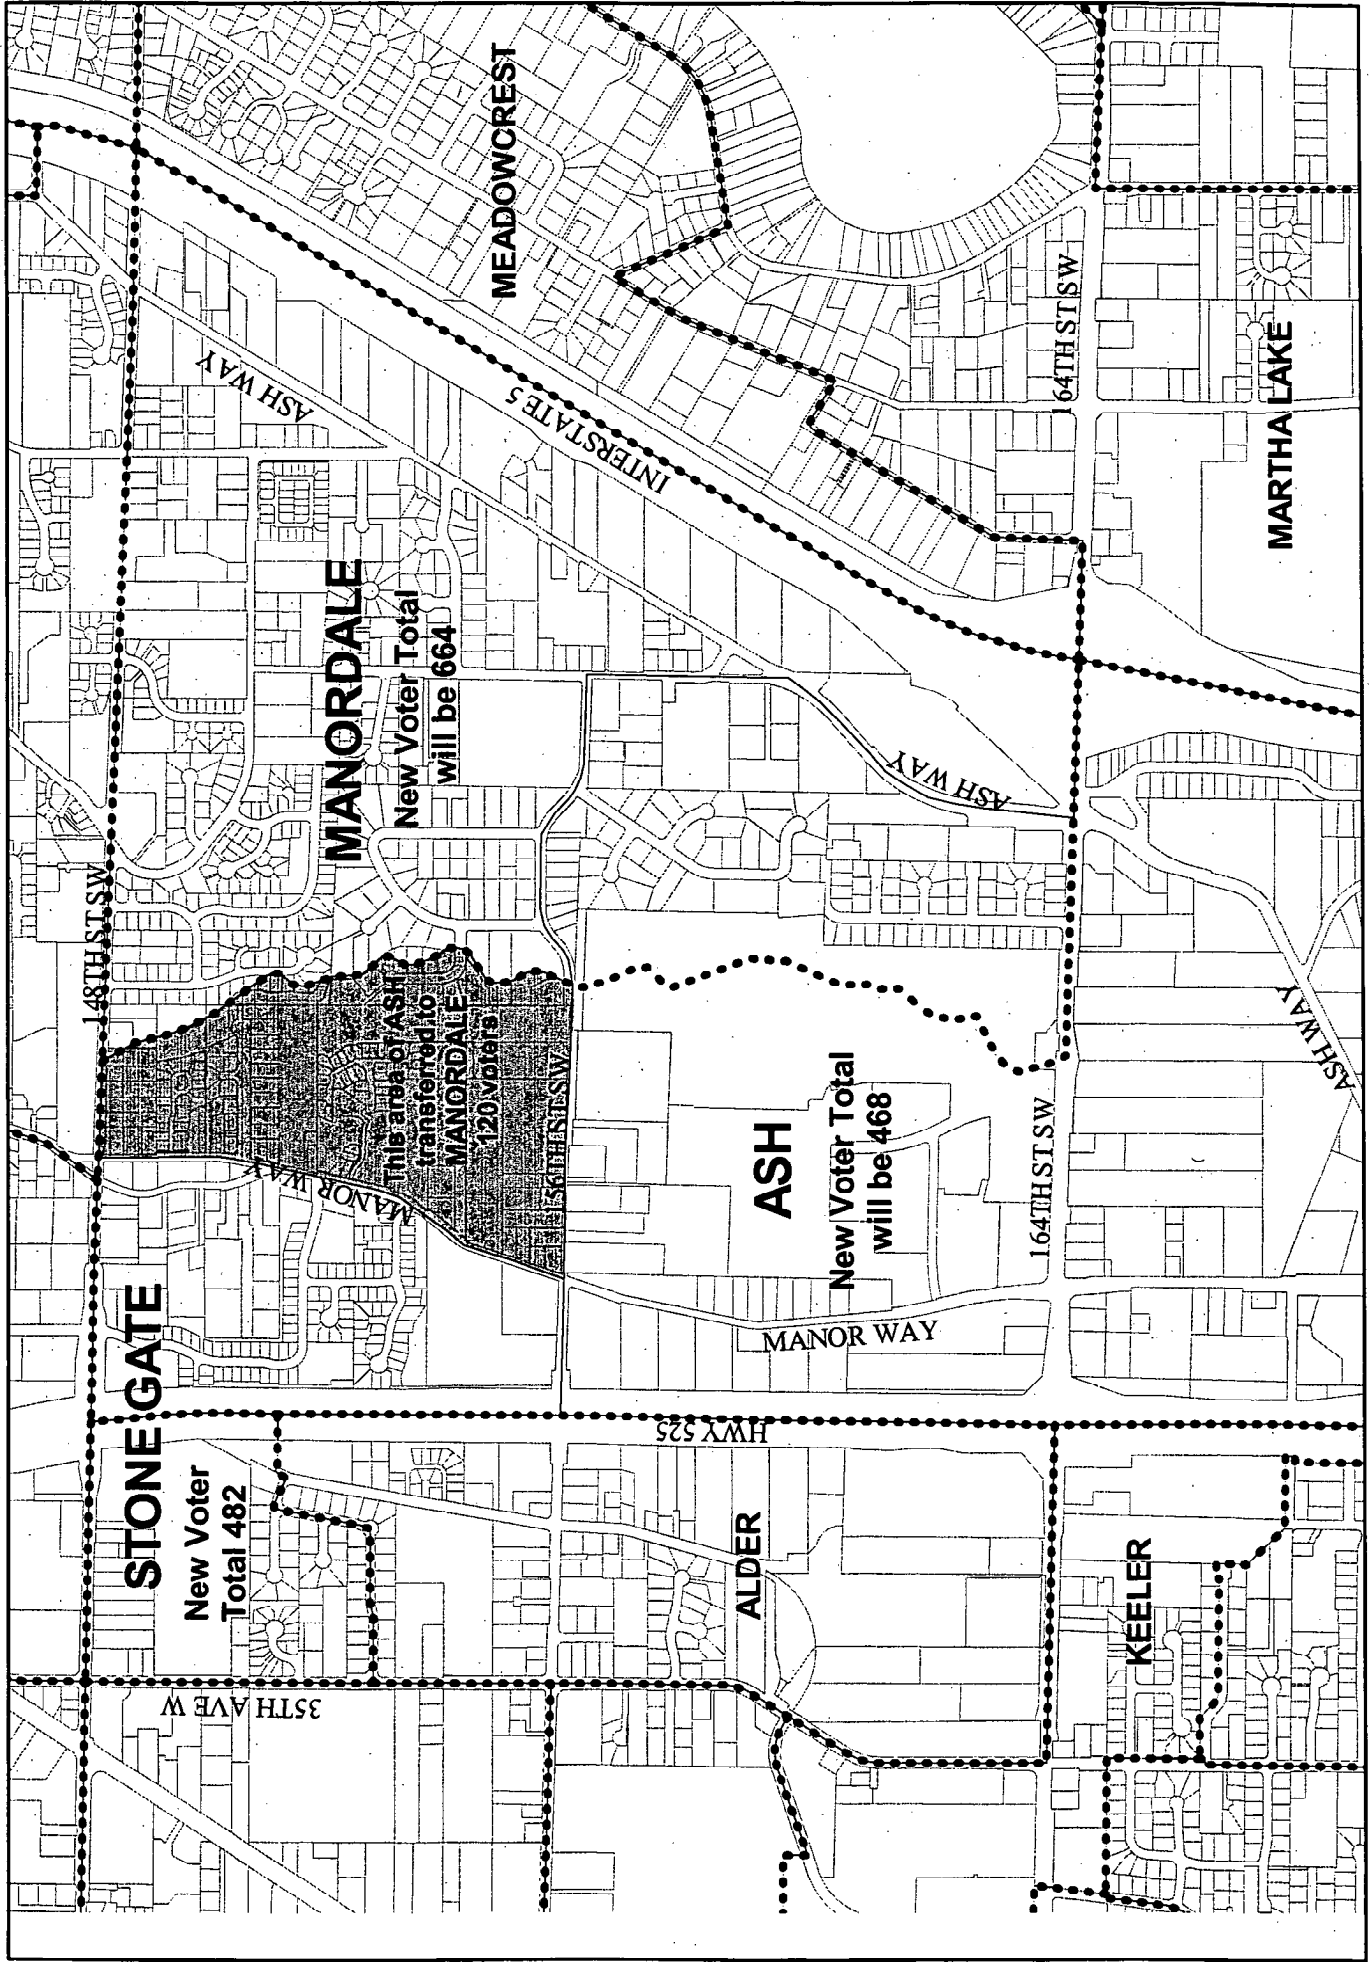 STONEGATE
New Voter
Total 482
35TH AVE W
ALDER
KEELER
HWY 525
148TH ST SW
MANOR WAY
This area of ASH
transferred to
MANORDALE
120 voters
156TH ST SW
ASH
New Voter Total
will be 468
MANOR WAY
164TH ST SW
MANORDALE
New Voter Total
will be 664
ASH WAY
ASH WAY
ASH WAY
INTERSTATE 5
MEADOWCREST
164TH ST SW
MARTHA LAKE